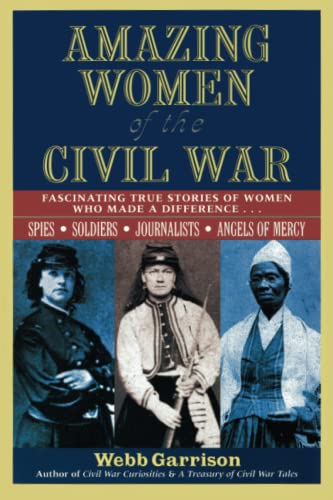 AMAZING
WOMEN
of the
CIVIL WAR
FASCINATING TRUE STORIES OF WOMEN
WHO MADE A DIFFERENCE . . .
SPIES • SOLDIERS • JOURNALISTS • ANGELS OF MERCY
Webb Garrison
Author of Civil War Curiosities & A Treasury of Civil War Tales